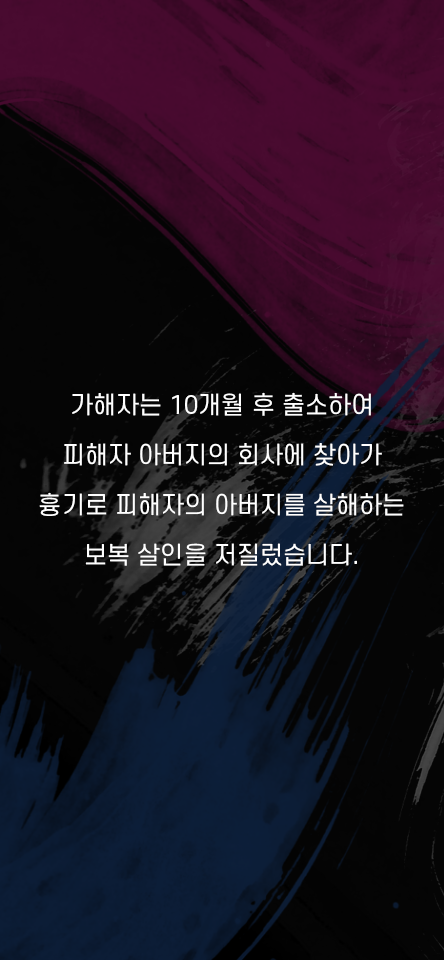 가해자는 10개월 후 출소하여
피해자 아버지의 회사에 찾아가
흉기로 피해자의 아버지를 살해하는
보복 살인을 저질렀습니다.